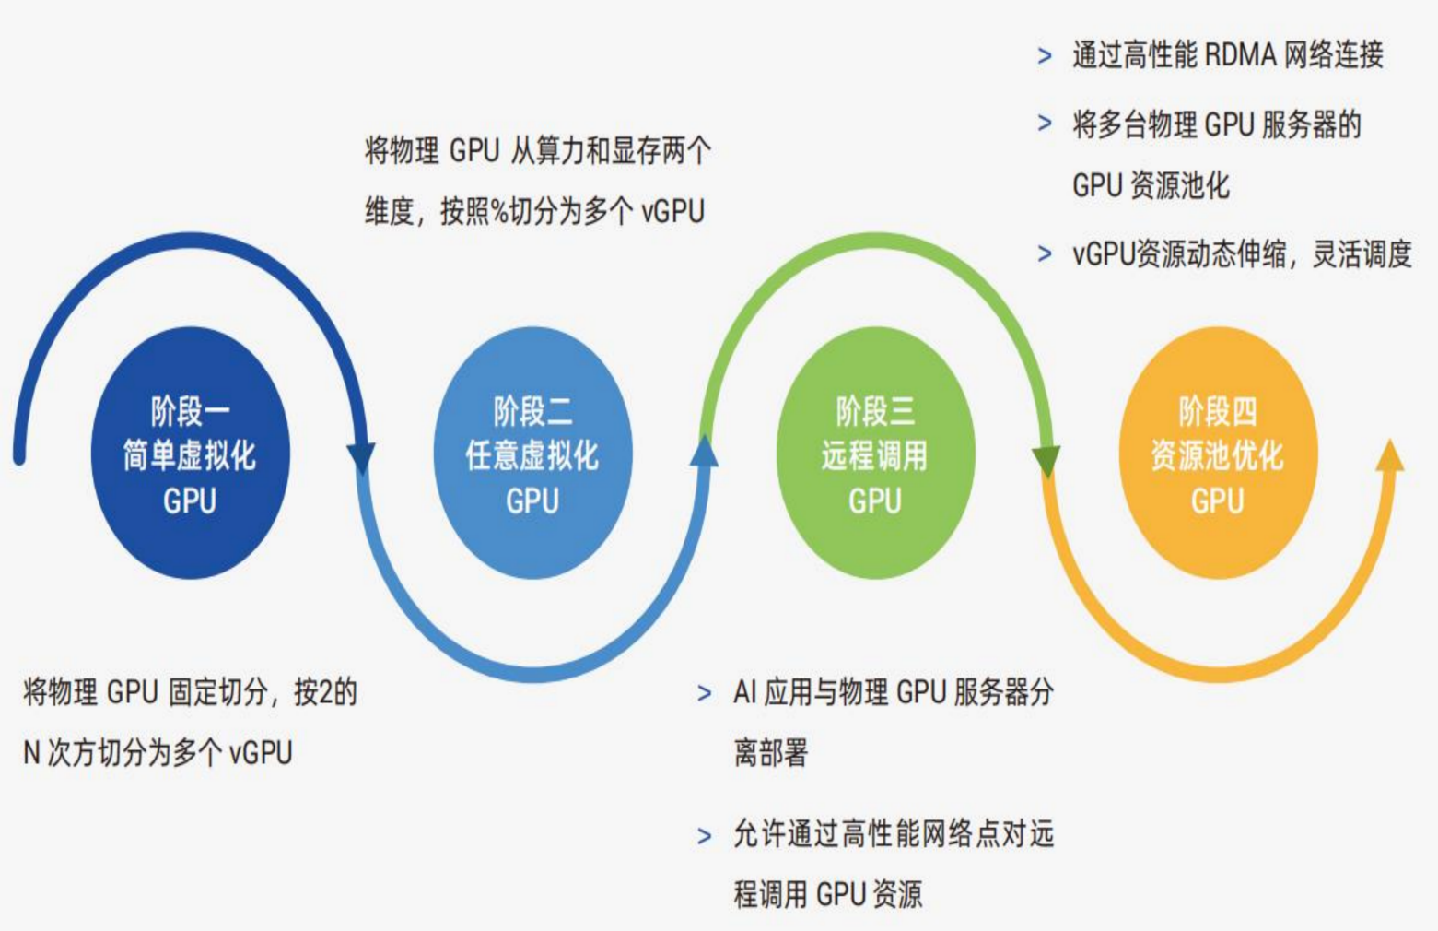 阶段一
简单虚拟化
GPU
将物理 GPU 固定切分，按2的
N 次方切分为多个 vGPU
将物理 GPU 从算力和显存两个
维度，按照%切分为多个 vGPU
阶段二
任意虚拟化
GPU
阶段三
远程调用
GPU
> AI 应用与物理 GPU 服务器分
离部署
> 允许通过高性能网络点对远
程调用 GPU 资源
> 通过高性能 RDMA 网络连接
> 将多台物理 GPU 服务器的
GPU 资源池化
> vGPU资源动态伸缩，灵活调度
阶段四
资源池优化
GPU